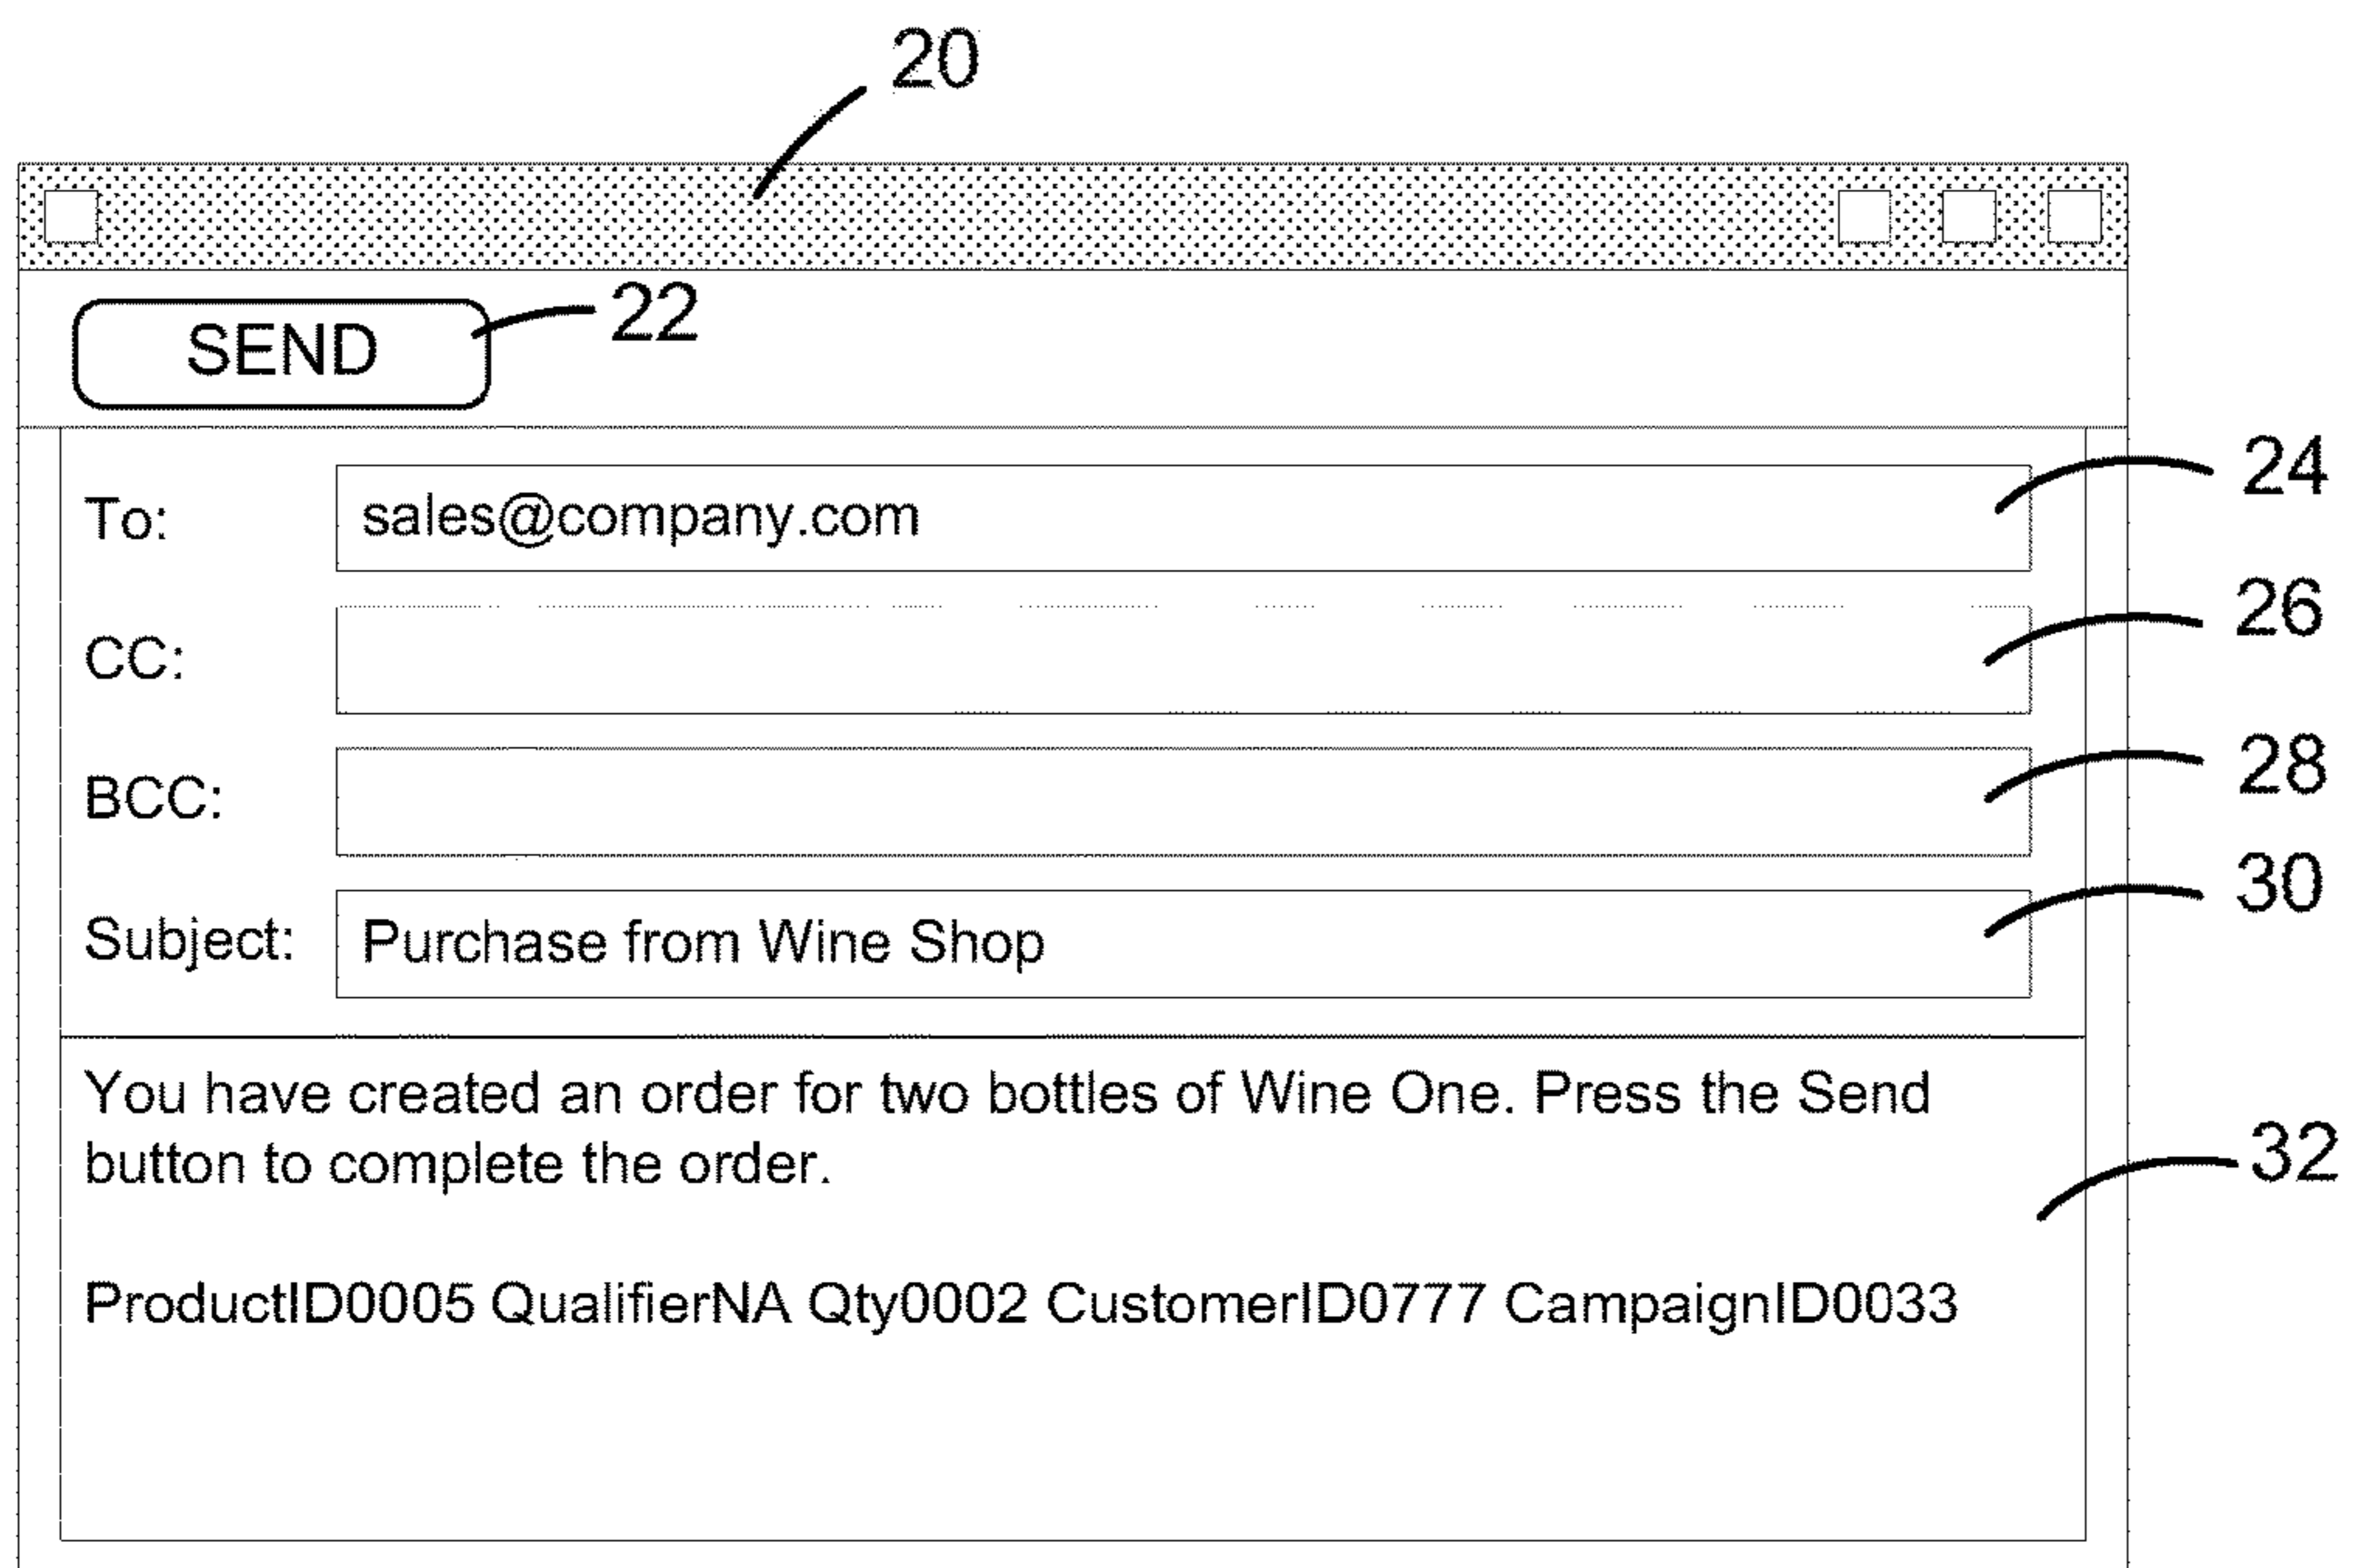 20
SEND 22
To: sales@company.com 24
CC: 26
BCC: 28
Subject: Purchase from Wine Shop 30
You have created an order for two bottles of Wine One. Press the Send
button to complete the order.
32
ProductID0005 QualifierNA Qty0002 CustomerID0777 CampaignID0033